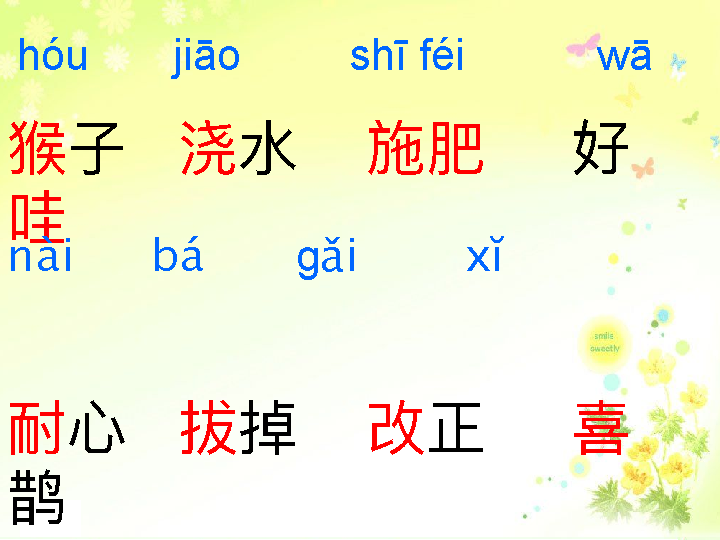 hóu jiāo shī féi wā
猴子 浇水 施肥 好
哇
nài bá gǎi xǐ
smile
sweetly
耐心 拔掉 改正 喜
鹊